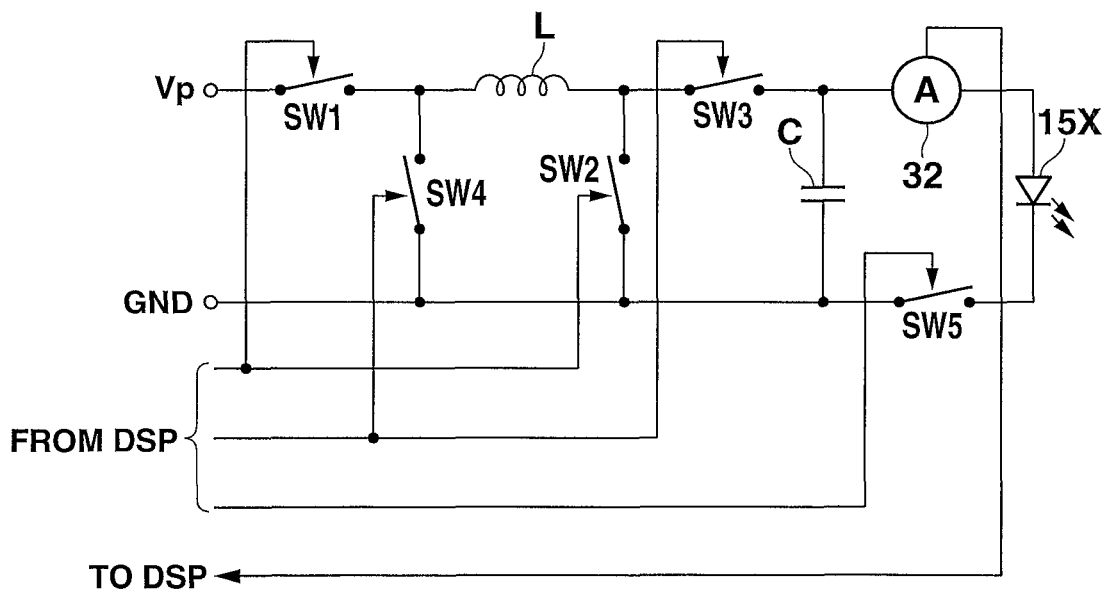 L
Vp
SW1
SW3
A
15X
C
32
SW4
SW2
GND
SW5
FROM DSP
TO DSP